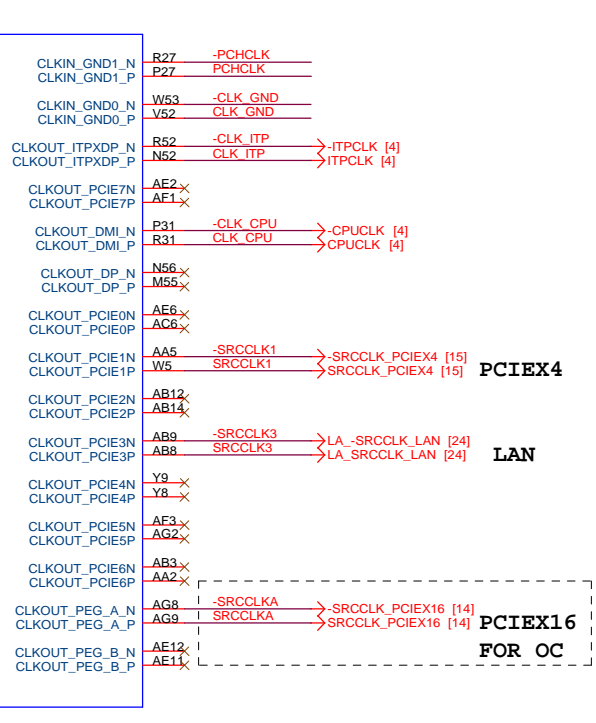 CLKIN_GND1_N R27 -PCHCLK
CLKIN_GND1_P P27 PCHCLK
CLKIN_GND0_N W53 -CLK_GND
CLKIN_GND0_P V52 CLK_GND
CLKOUT_ITPXDP_N R52 -CLK_ITP -ITPCLK [4]
CLKOUT_ITPXDP_P N52 CLK_ITP ITPCLK [4]
CLKOUT_PCIE7N AE2
CLKOUT_PCIE7P AF1
CLKOUT_DMI_N P31 -CLK_CPU -CPUCLK [4]
CLKOUT_DMI_P R31 CLK_CPU CPUCLK [4]
CLKOUT_DP_N N56
CLKOUT_DP_P M55
CLKOUT_PCIE0N AE6
CLKOUT_PCIE0P AC6
CLKOUT_PCIE1N AA5 -SRCCLK1 -SRCCLK_PCIEX4 [15]
CLKOUT_PCIE1P W5 SRCCLK1 SRCCLK_PCIEX4 [15] PCIEX4
CLKOUT_PCIE2N AB12
CLKOUT_PCIE2P AB14
CLKOUT_PCIE3N AB9 -SRCCLK3 LA_-SRCCLK_LAN [24]
CLKOUT_PCIE3P AB8 SRCCLK3 LA_SRCCLK_LAN [24] LAN
CLKOUT_PCIE4N Y9
CLKOUT_PCIE4P Y8
CLKOUT_PCIE5N AF3
CLKOUT_PCIE5P AG2
CLKOUT_PCIE6N AB3
CLKOUT_PCIE6P AA2
CLKOUT_PEG_A_N AG8 -SRCCLKA -SRCCLK_PCIEX16 [14]
CLKOUT_PEG_A_P AG9 SRCCLKA SRCCLK_PCIEX16 [14] PCIEX16
CLKOUT_PEG_B_N AE12 FOR OC
CLKOUT_PEG_B_P AE11